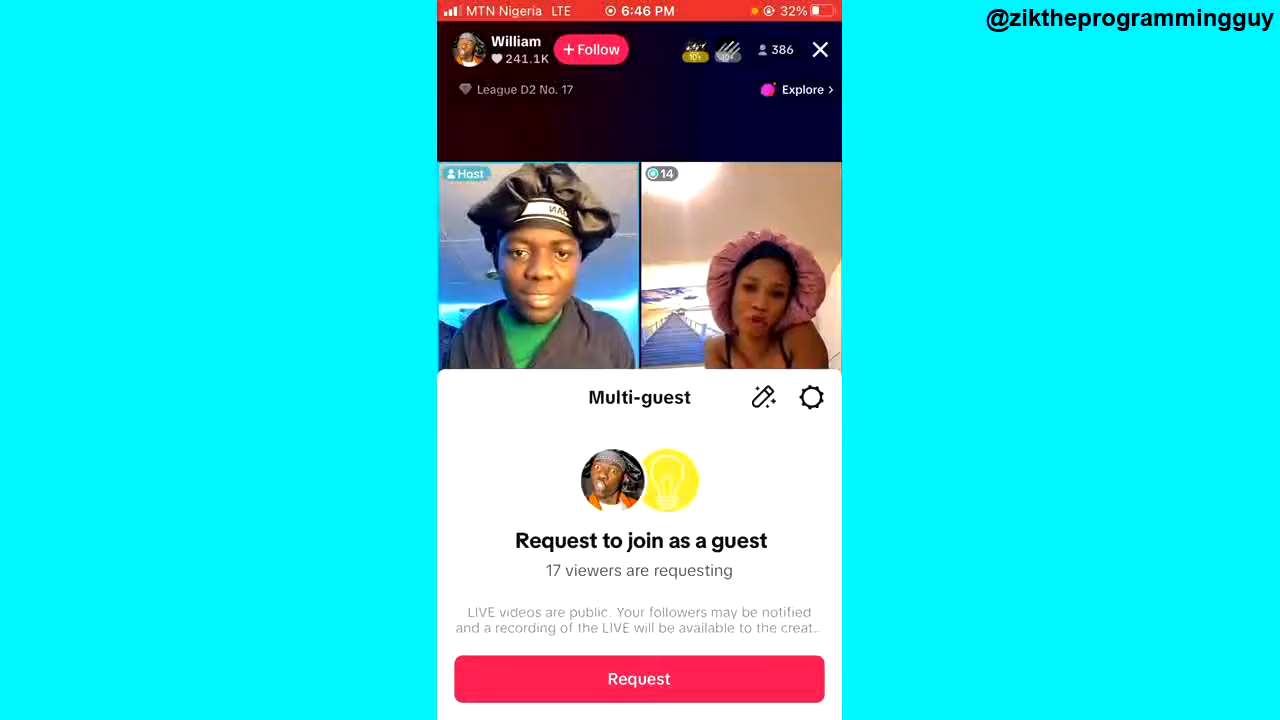 @ziktheprogrammingguy
MTN Nigeria LTE 6:46 PM 32%
William
241.1K
+ Follow
10+
10+
386
League D2 No. 17
Explore >
Host
14
Multi-guest
Request to join as a guest
17 viewers are requesting
LIVE videos are public. Your followers may be notified
and a recording of the LIVE will be available to the creat...
Request